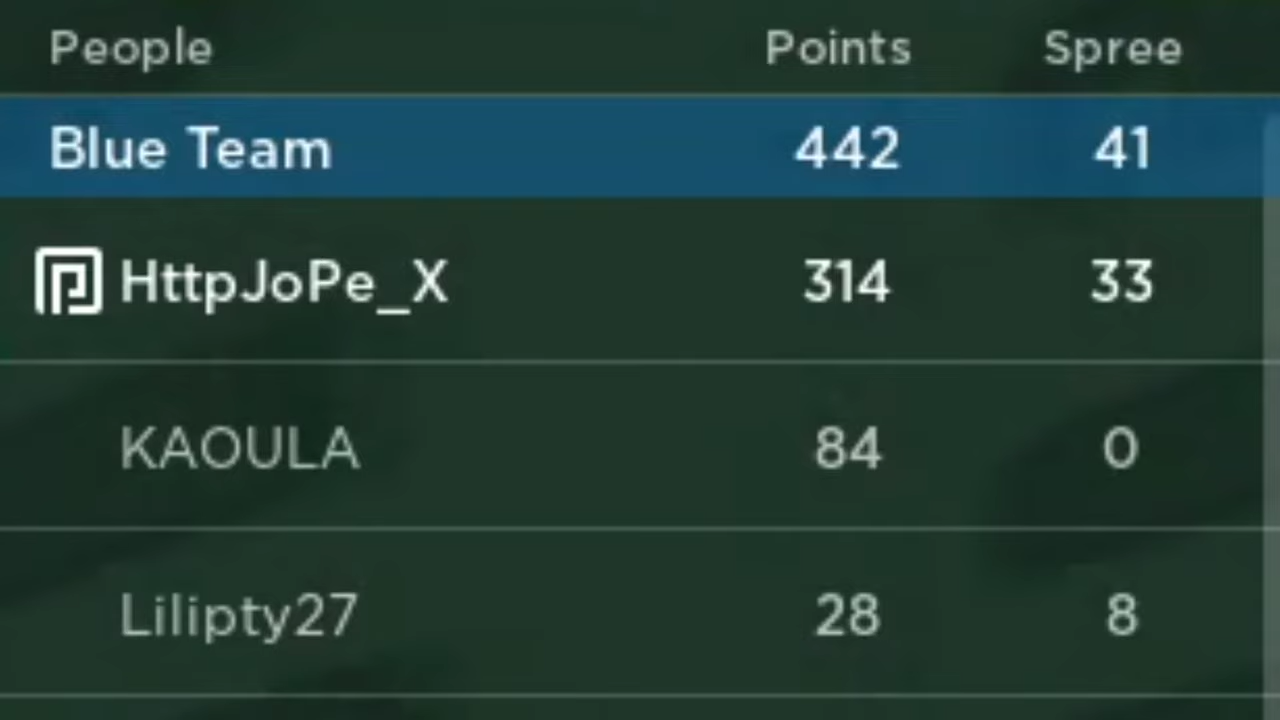 People Points Spree
Blue Team 442 41
HttpJoPe_X 314 33
KAOULA 84 0
Lilipty27 28 8